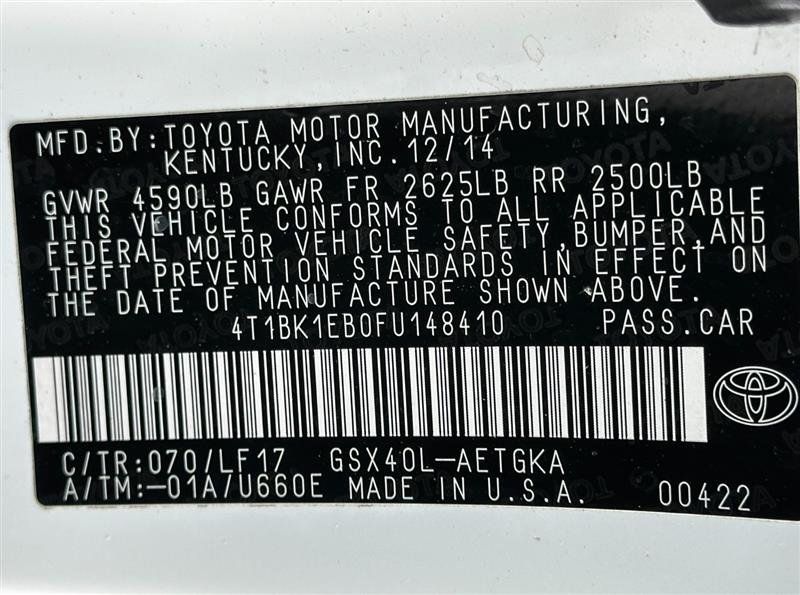 MFD. BY: TOYOTA MOTOR MANUFACTURING,
KENTUCKY, INC. 12/14
GVWR 4590LB GAWR FR 2625LB RR 2500LB
THIS VEHICLE CONFORMS TO ALL APPLICABLE
FEDERAL MOTOR VEHICLE SAFETY, BUMPER, AND
THEFT PREVENTION STANDARDS IN EFFECT ON
THE DATE OF MANUFACTURE SHOWN ABOVE.
4T1BK1EB0FU148410 PASS. CAR
C/TR: 070/LF17 GSX40L-AETGKA
A/TM: -01A/U660E MADE IN U.S.A. 00422